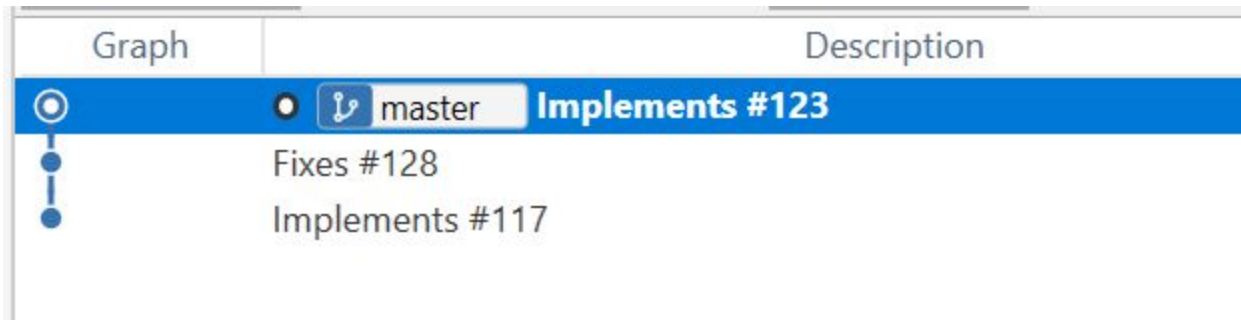 Graph Description
master Implements #123
Fixes #128
Implements #117